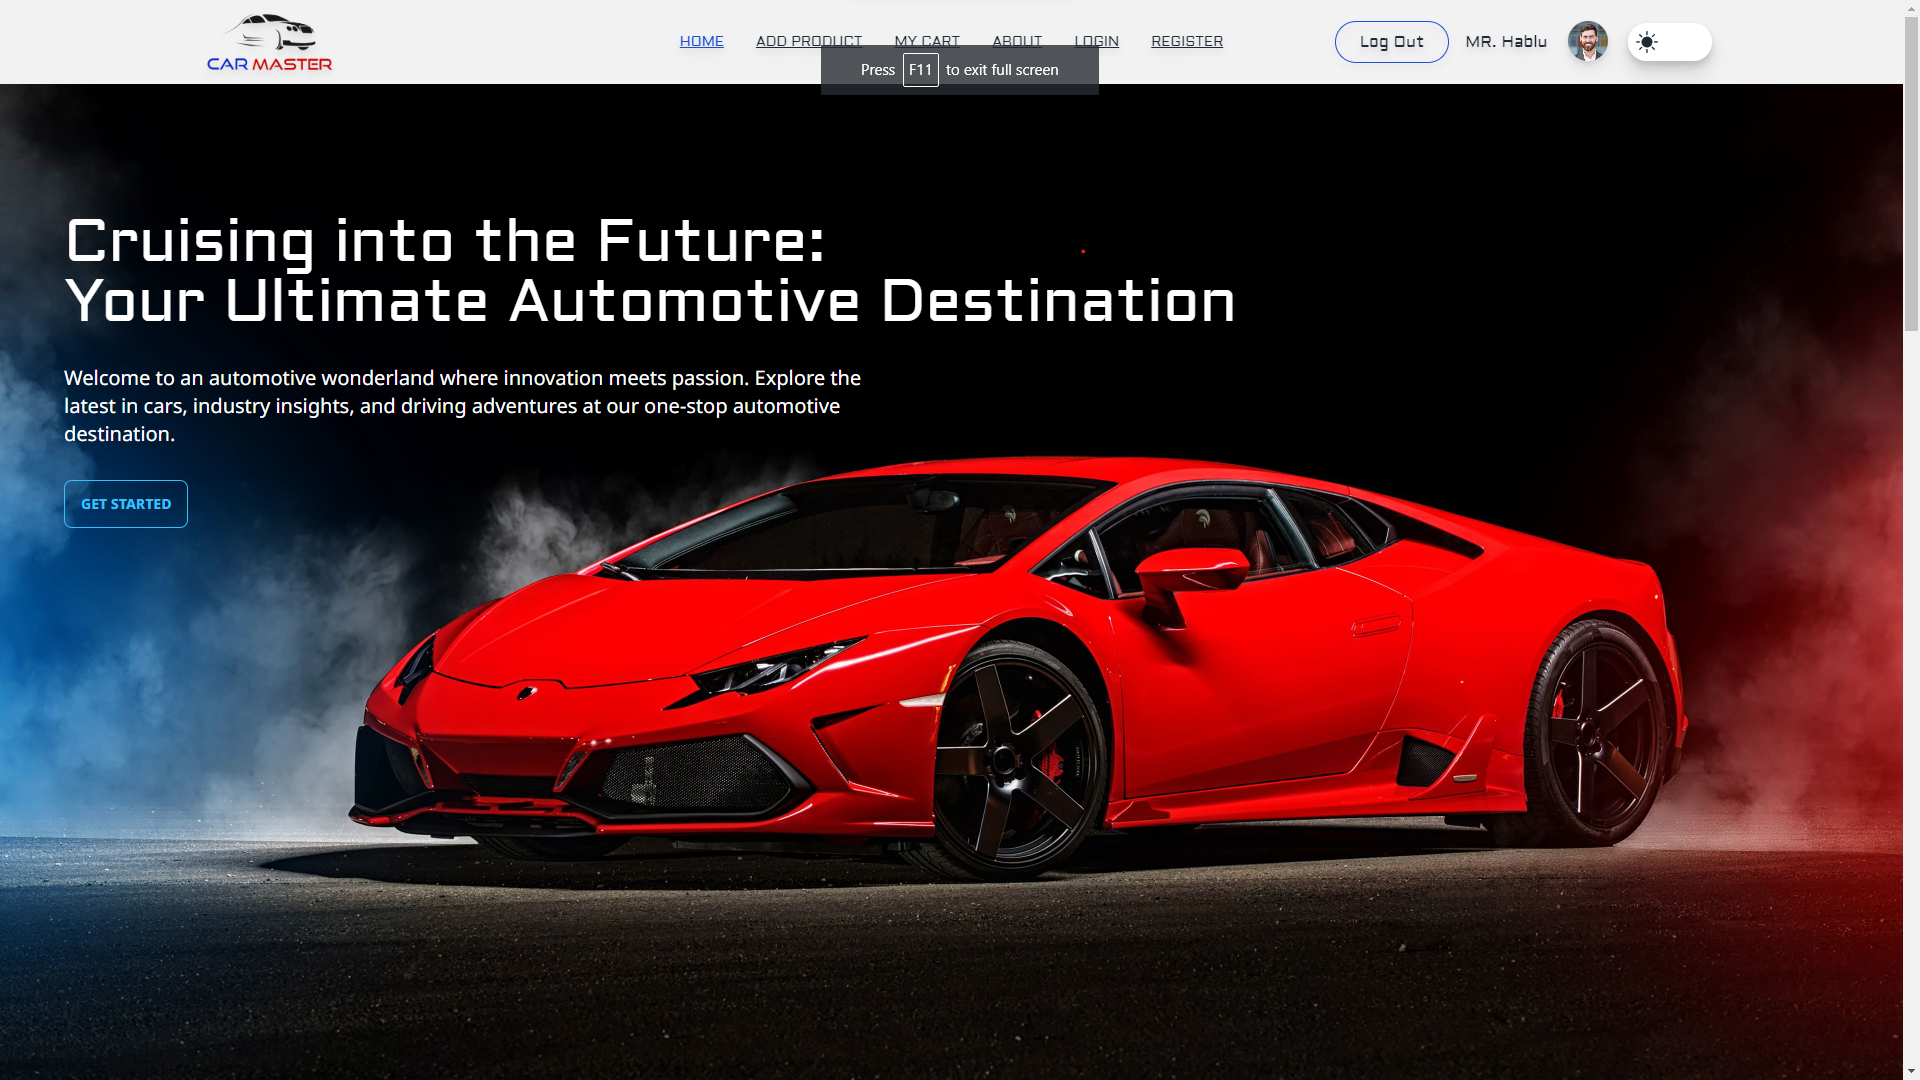 CAR MASTER
HOME ADD PRODUCT MY CART ABOUT LOGIN REGISTER
Log Out MR. Hablu
Press F11 to exit full screen
Cruising into the Future:
Your Ultimate Automotive Destination
Welcome to an automotive wonderland where innovation meets passion. Explore the
latest in cars, industry insights, and driving adventures at our one-stop automotive
destination.
GET STARTED